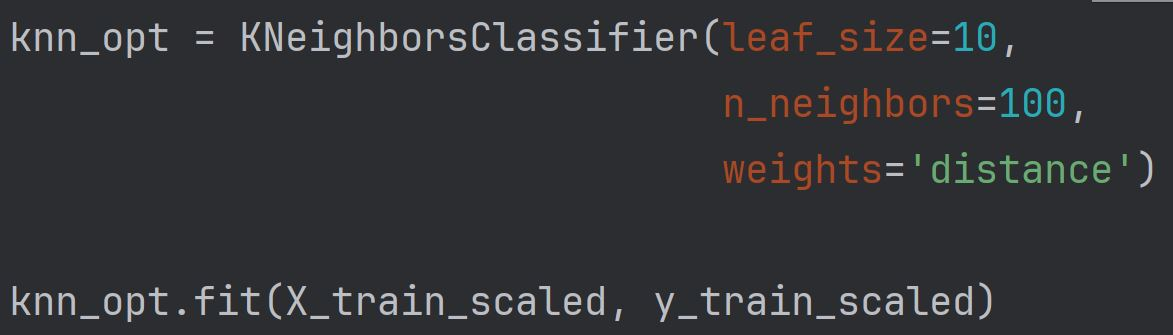 knn_opt = KNeighborsClassifier(leaf_size=10,
                               n_neighbors=100,
                               weights='distance')
knn_opt.fit(X_train_scaled, y_train_scaled)